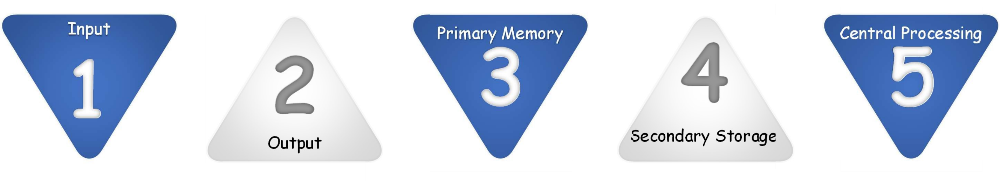 Input
1
2
Output
Primary Memory
3
4
Secondary Storage
Central Processing
5